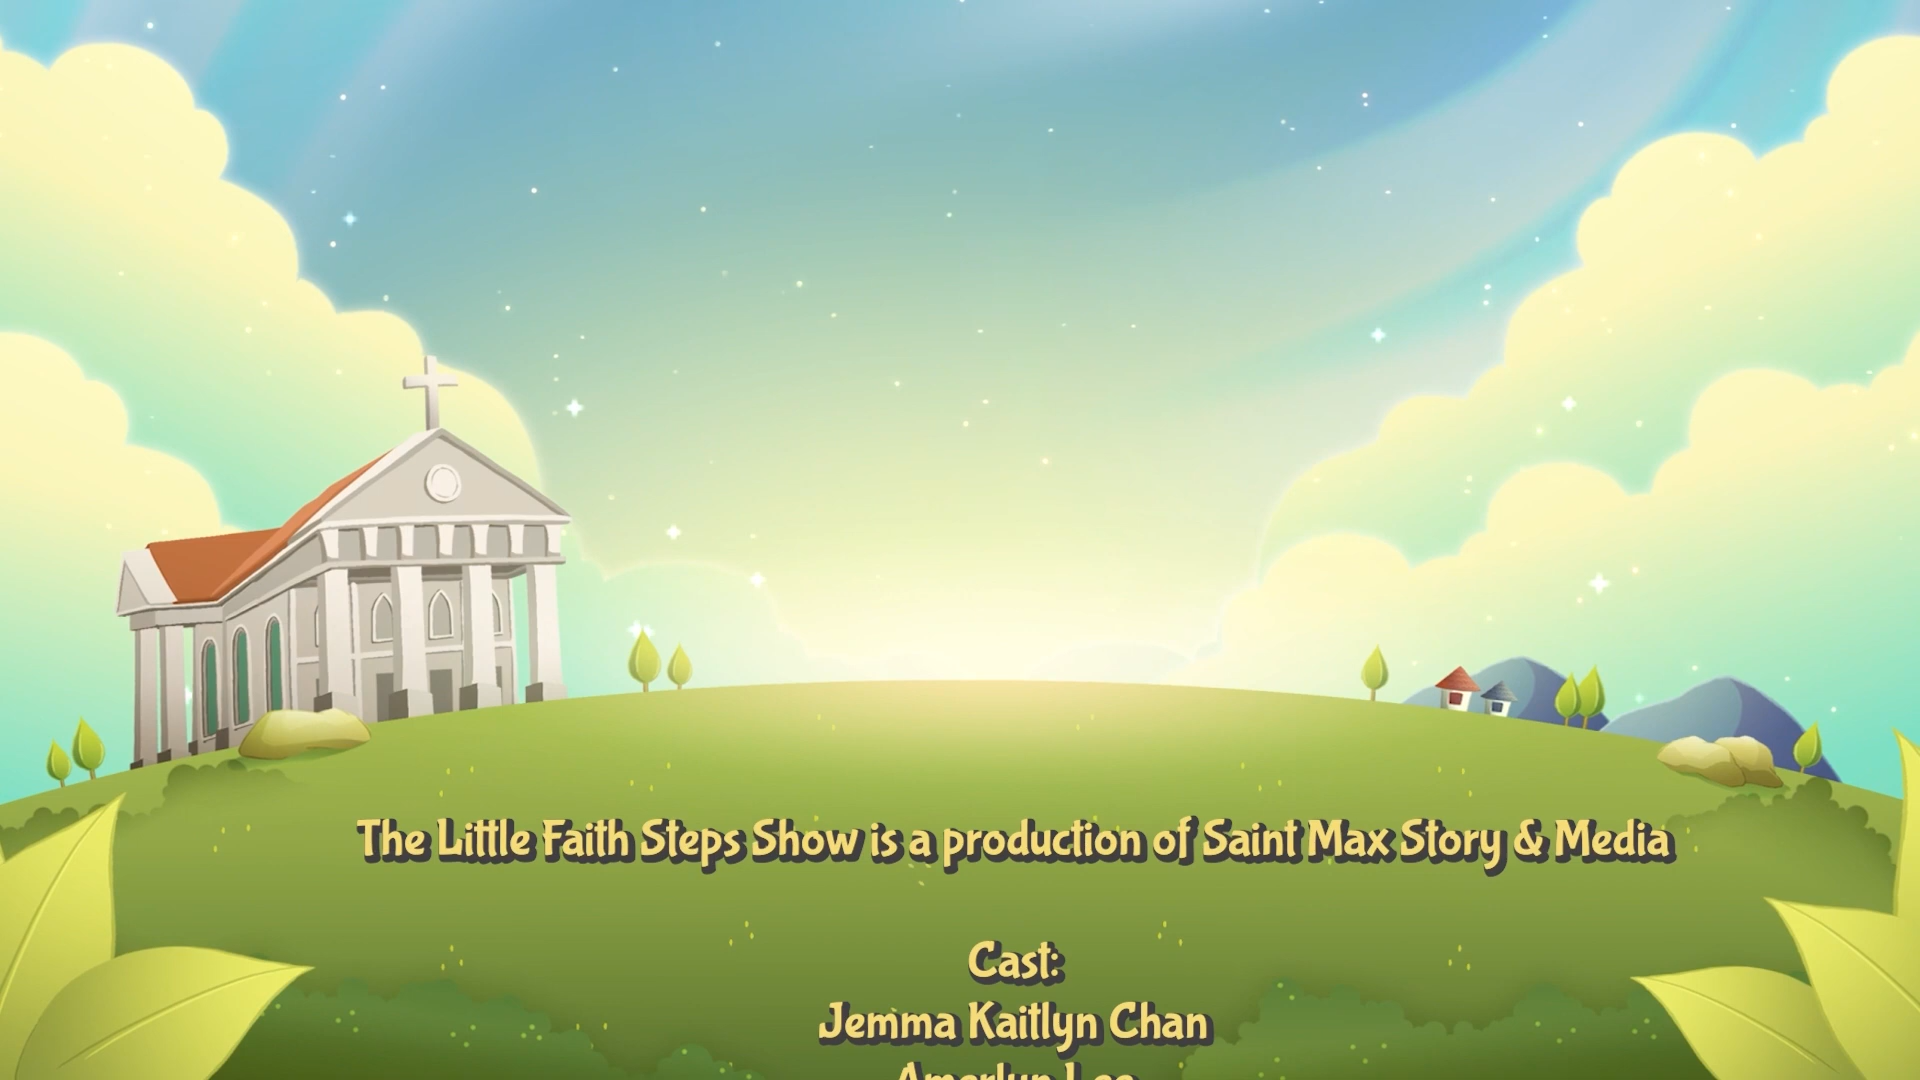 The Little Faith Steps Show is a production of Saint Max Story & Media
Cast:
Jemma Kaitlyn Chan